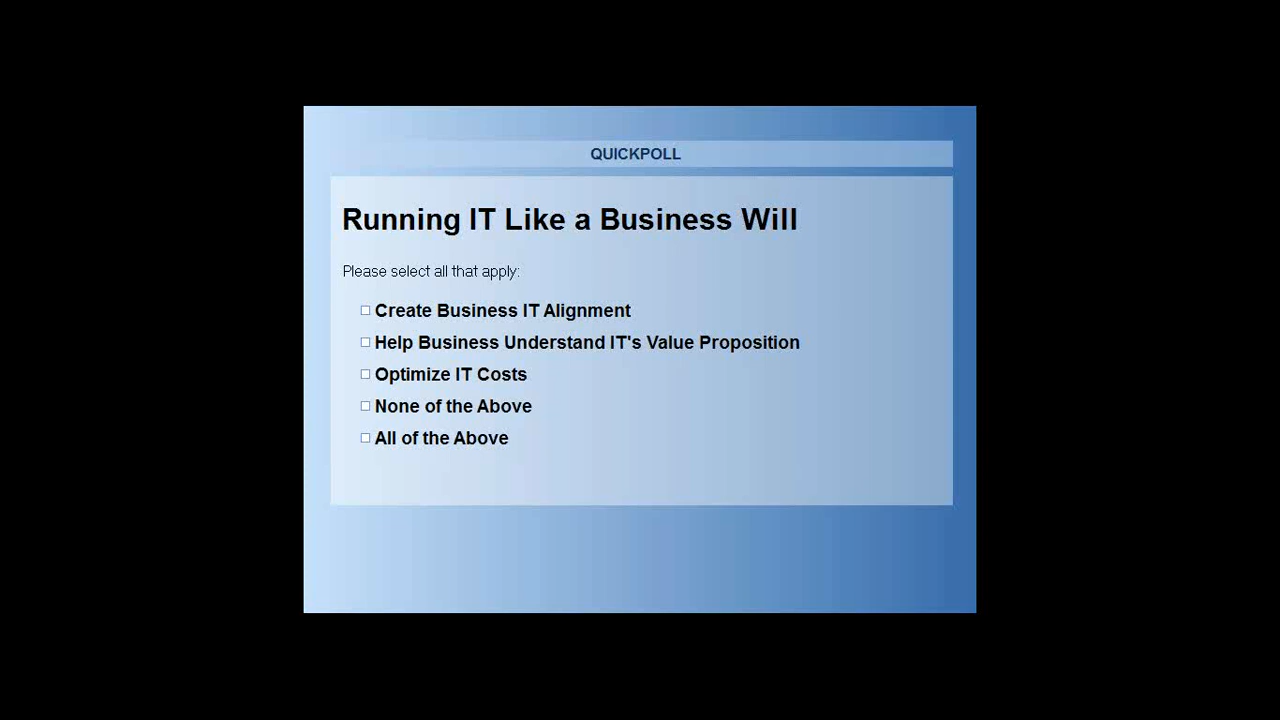 QUICKPOLL
Running IT Like a Business Will
Please select all that apply:
Create Business IT Alignment
Help Business Understand IT's Value Proposition
Optimize IT Costs
None of the Above
All of the Above